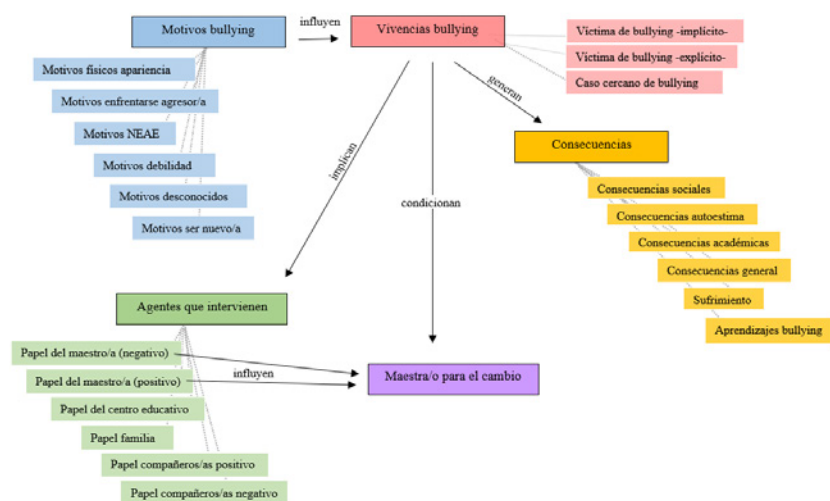 Motivos bullying
influyen
Vivencias bullying
Víctima de bullying -implícito-
Víctima de bullying -explícito-
Caso cercano de bullying
Motivos físicos apariencia
Motivos enfrentarse agresor/a
Motivos NEAE
Motivos debilidad
Motivos desconocidos
Motivos ser nuevo/a
generan
Consecuencias
Consecuencias sociales
Consecuencias autoestima
Consecuencias académicas
Consecuencias general
Sufrimiento
Aprendizajes bullying
implican
condicionan
Agentes que intervienen
Papel del maestro/a (negativo)
Papel del maestro/a (positivo)
Papel del centro educativo
Papel familia
Papel compañeros/as positivo
Papel compañeros/as negativo
influyen
Maestra/o para el cambio